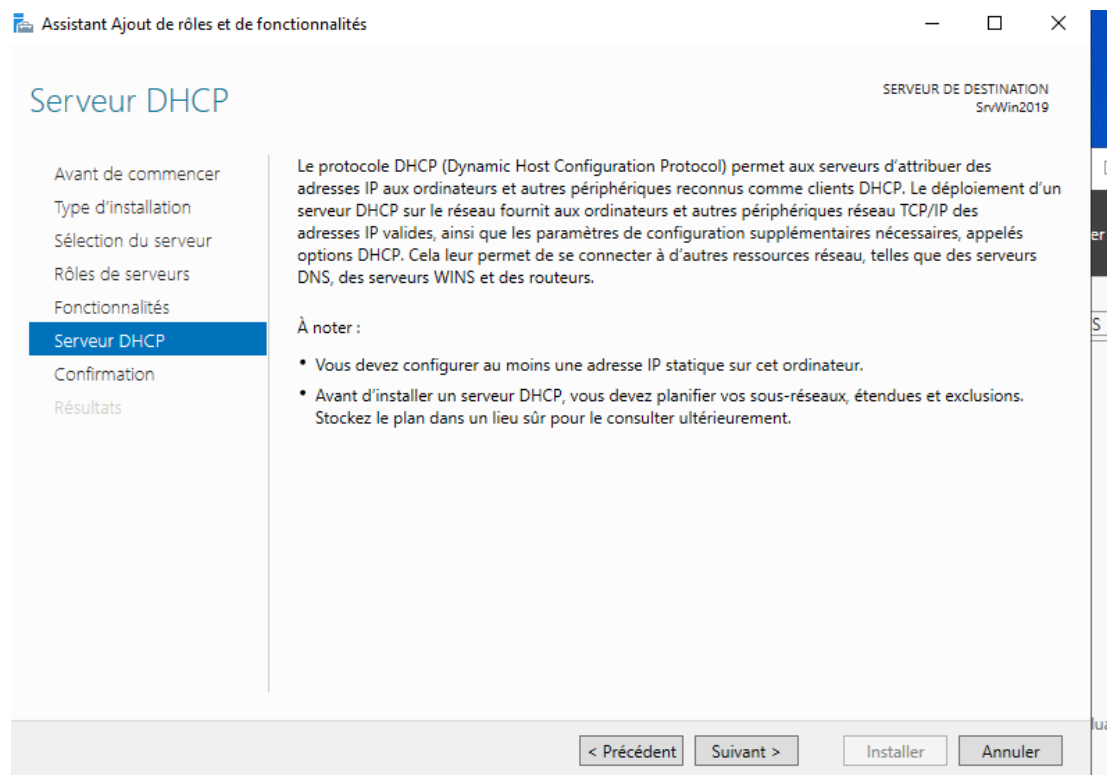 Assistant Ajout de rôles et de fonctionnalités
Serveur DHCP
SERVEUR DE DESTINATION
SrvWin2019
Avant de commencer
Type d'installation
Sélection du serveur
Rôles de serveurs
Fonctionnalités
Serveur DHCP
Confirmation
Résultats
Le protocole DHCP (Dynamic Host Configuration Protocol) permet aux serveurs d'attribuer des
adresses IP aux ordinateurs et autres périphériques reconnus comme clients DHCP. Le déploiement d'un
serveur DHCP sur le réseau fournit aux ordinateurs et autres périphériques réseau TCP/IP des
adresses IP valides, ainsi que les paramètres de configuration supplémentaires nécessaires, appelés
options DHCP. Cela leur permet de se connecter à d'autres ressources réseau, telles que des serveurs
DNS, des serveurs WINS et des routeurs.
À noter :
• Vous devez configurer au moins une adresse IP statique sur cet ordinateur.
• Avant d'installer un serveur DHCP, vous devez planifier vos sous-réseaux, étendues et exclusions.
Stockez le plan dans un lieu sûr pour le consulter ultérieurement.
< Précédent
Suivant >
Installer
Annuler